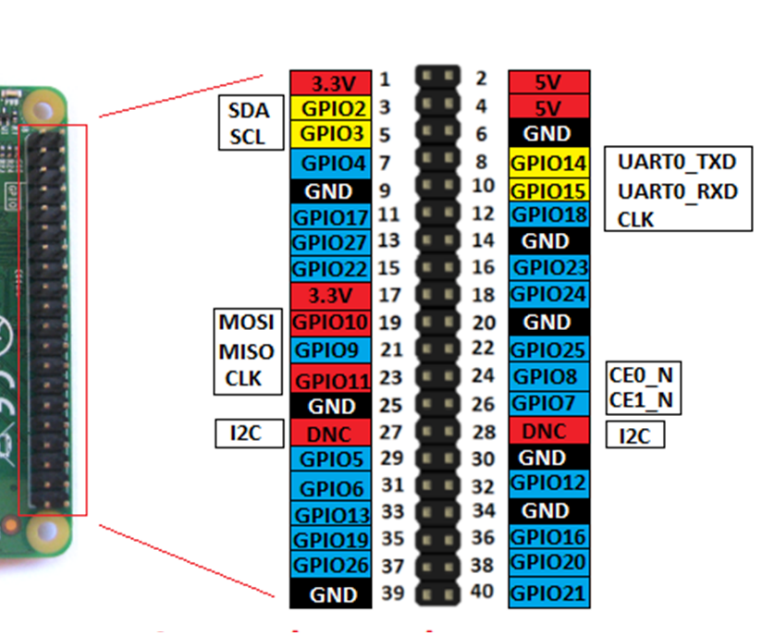 3.3V 1 2 5V
SDA GPIO2 3 4 5V
SCL GPIO3 5 6 GND
GPIO4 7 8 GPIO14 UART0_TXD
GND 9 10 GPIO15 UART0_RXD
GPIO17 11 12 GPIO18 CLK
GPIO27 13 14 GND
GPIO22 15 16 GPIO23
3.3V 17 18 GPIO24
MOSI GPIO10 19 20 GND
MISO GPIO9 21 22 GPIO25
CLK GPIO11 23 24 GPIO8 CE0_N
GND 25 26 GPIO7 CE1_N
I2C DNC 27 28 DNC I2C
GPIO5 29 30 GND
GPIO6 31 32 GPIO12
GPIO13 33 34 GND
GPIO19 35 36 GPIO16
GPIO26 37 38 GPIO20
GND 39 40 GPIO21
GPIO
CE